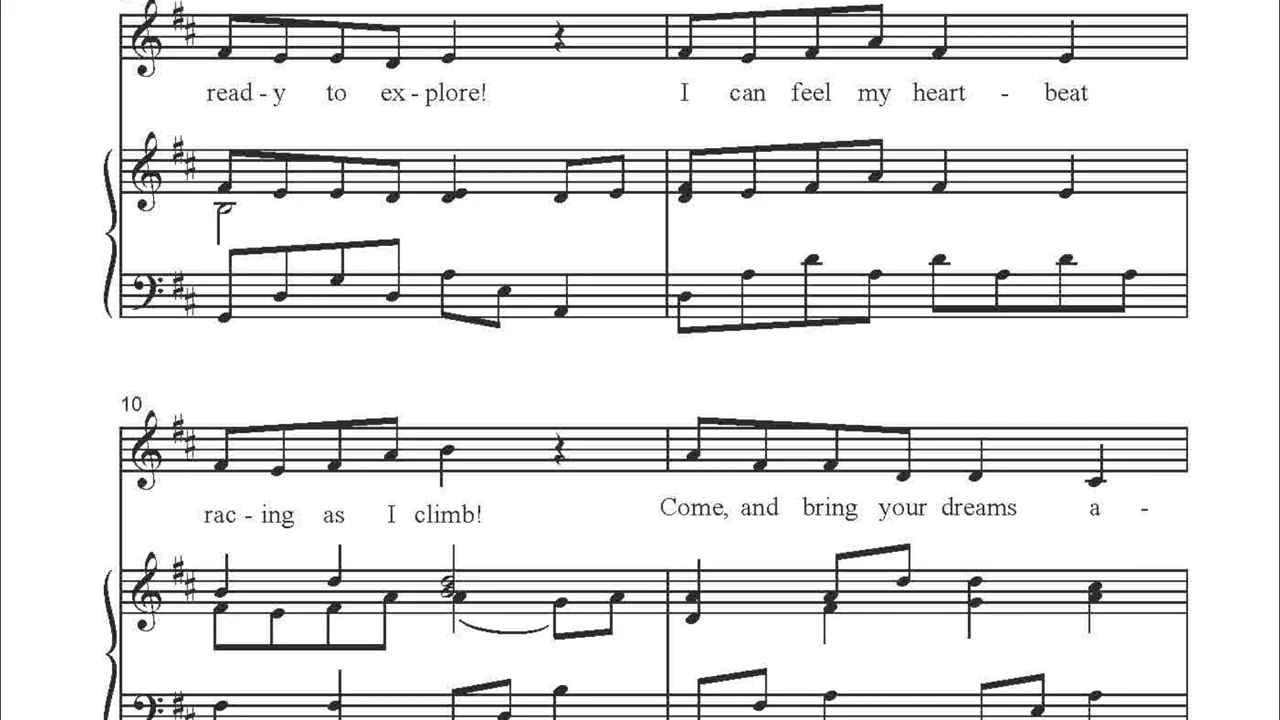 read - y to ex - plore! I can feel my heart - beat
10
rac - ing as I climb! Come, and bring your dreams a -